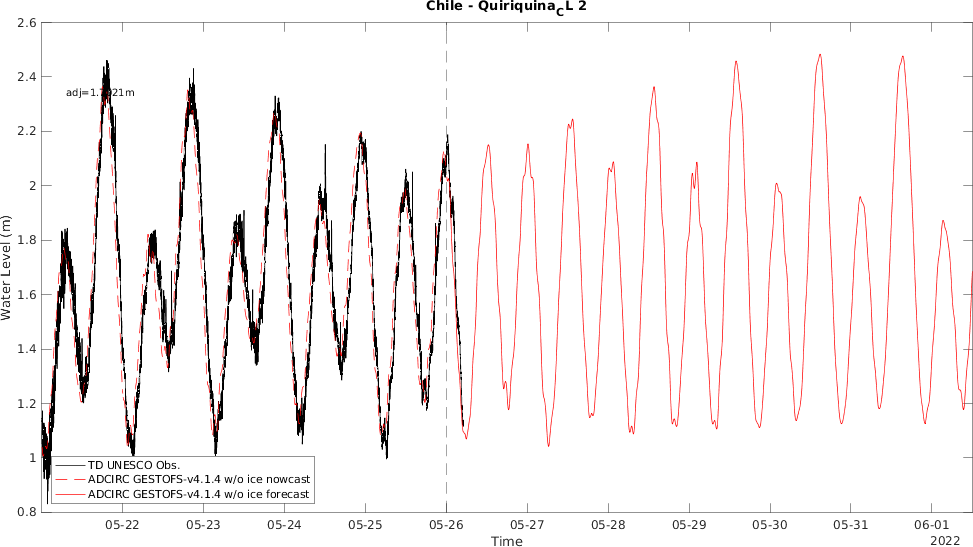 Chile - Quiriquina_CL 2
2.6
2.4
2.2
2
1.8
1.6
1.4
1.2
1
0.8
Water Level (m)
TD UNESCO Obs.
ADCIRC GESTOFS-v4.1.4 w/o ice nowcast
ADCIRC GESTOFS-v4.1.4 w/o ice forecast
05-22 05-23 05-24 05-25 05-26 05-27 05-28 05-29 05-30 05-31 06-01
Time 2022